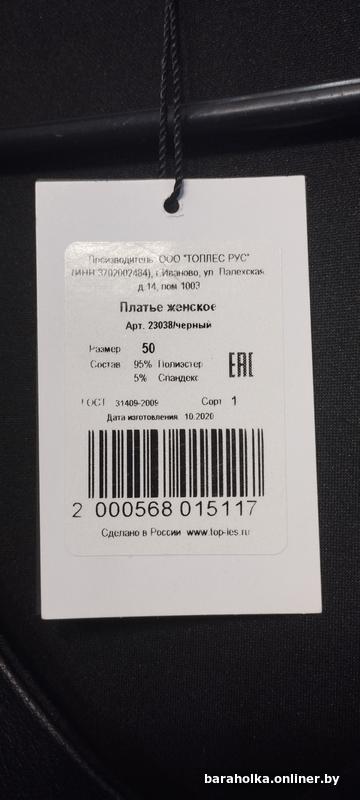 Производитель: ООО "ТОПЛЕС РУС"
(ИНН 3702002484), г.Иваново, ул. Палехская,
д.14, пом.1003
Платье женское
Арт. 23038/черный
Размер 50
Состав 95% Полиэстер
5% Спандекс
EAC
ГОСТ 31409-2009 Сорт 1
Дата изготовления 10.2020
2 000568 015117
Сделано в России www.top-les.ru
baraholka.onliner.by